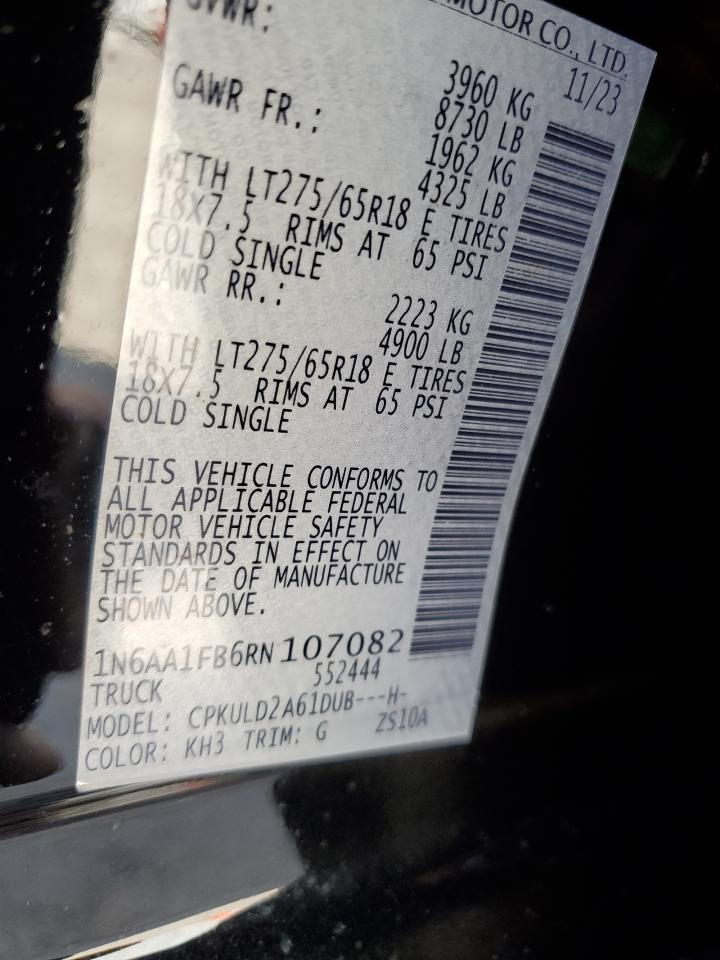 MOTOR CO., LTD.
11/23
GVWR:
3960 KG
8730 LB
GAWR FR.:
1962 KG
4325 LB
WITH LT275/65R18 E TIRES
18X7.5 RIMS AT 65 PSI
COLD SINGLE
GAWR RR.:
2223 KG
4900 LB
WITH LT275/65R18 E TIRES
18X7.5 RIMS AT 65 PSI
COLD SINGLE
THIS VEHICLE CONFORMS TO
ALL APPLICABLE FEDERAL
MOTOR VEHICLE SAFETY
STANDARDS IN EFFECT ON
THE DATE OF MANUFACTURE
SHOWN ABOVE.
1N6AA1FB6RN107082
552444
TRUCK
MODEL: CPKULD2A61DUB---H-
ZS10A
COLOR: KH3 TRIM: G